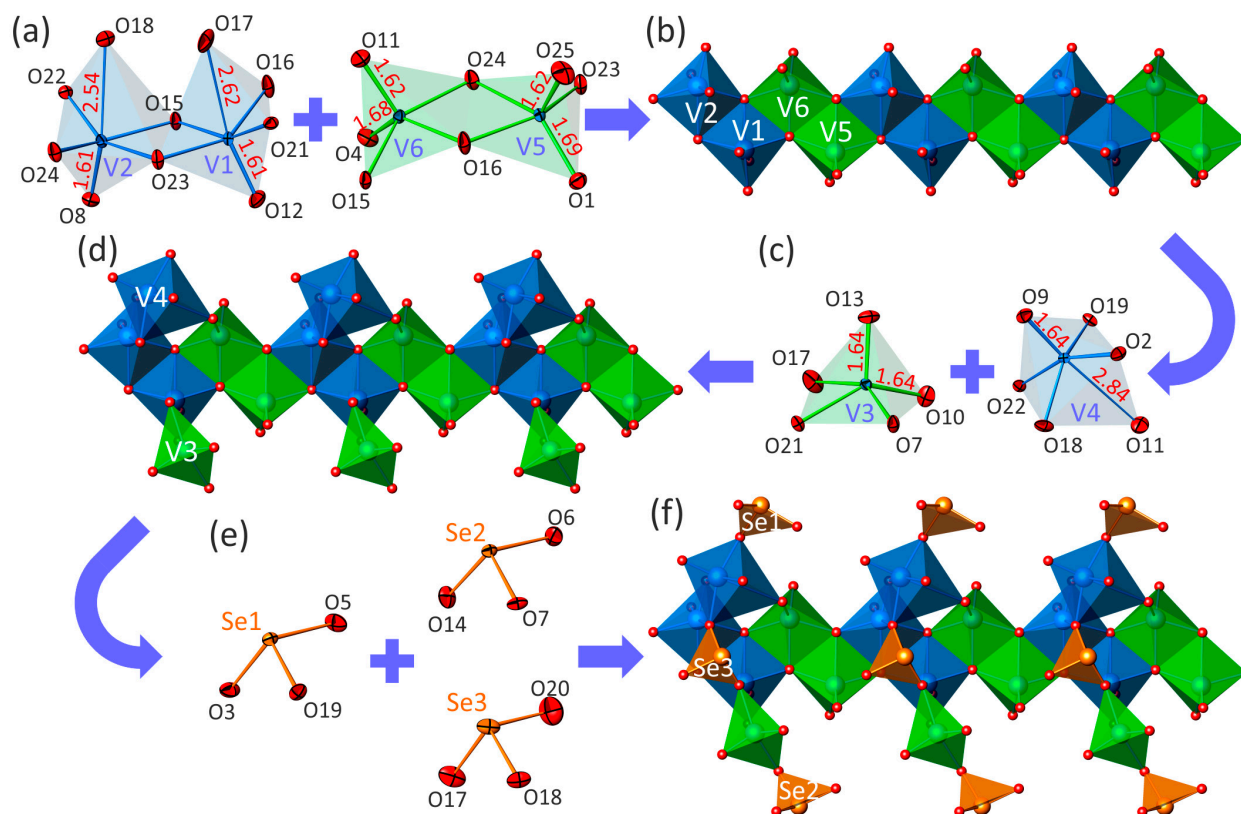 (a)
O18
O17
O22
2.54
2.62
O16
O15
O24
1.61
V2
V1
1.61
O21
O23
O8
O12
O11
1.62
O24
O25
1.62
O23
1.68
O4
V6
V5
1.69
O16
O15
O1
(b)
V2
V6
V1
V5
(c)
O13
O17
1.64
1.64
V3
O10
O21
O7
O9
O19
1.64
O2
2.84
O22
V4
O18
O11
(d)
V4
V3
(e)
Se1
O5
O3
O19
Se2
O6
O14
O7
Se3
O20
O17
O18
(f)
Se1
Se3
Se2